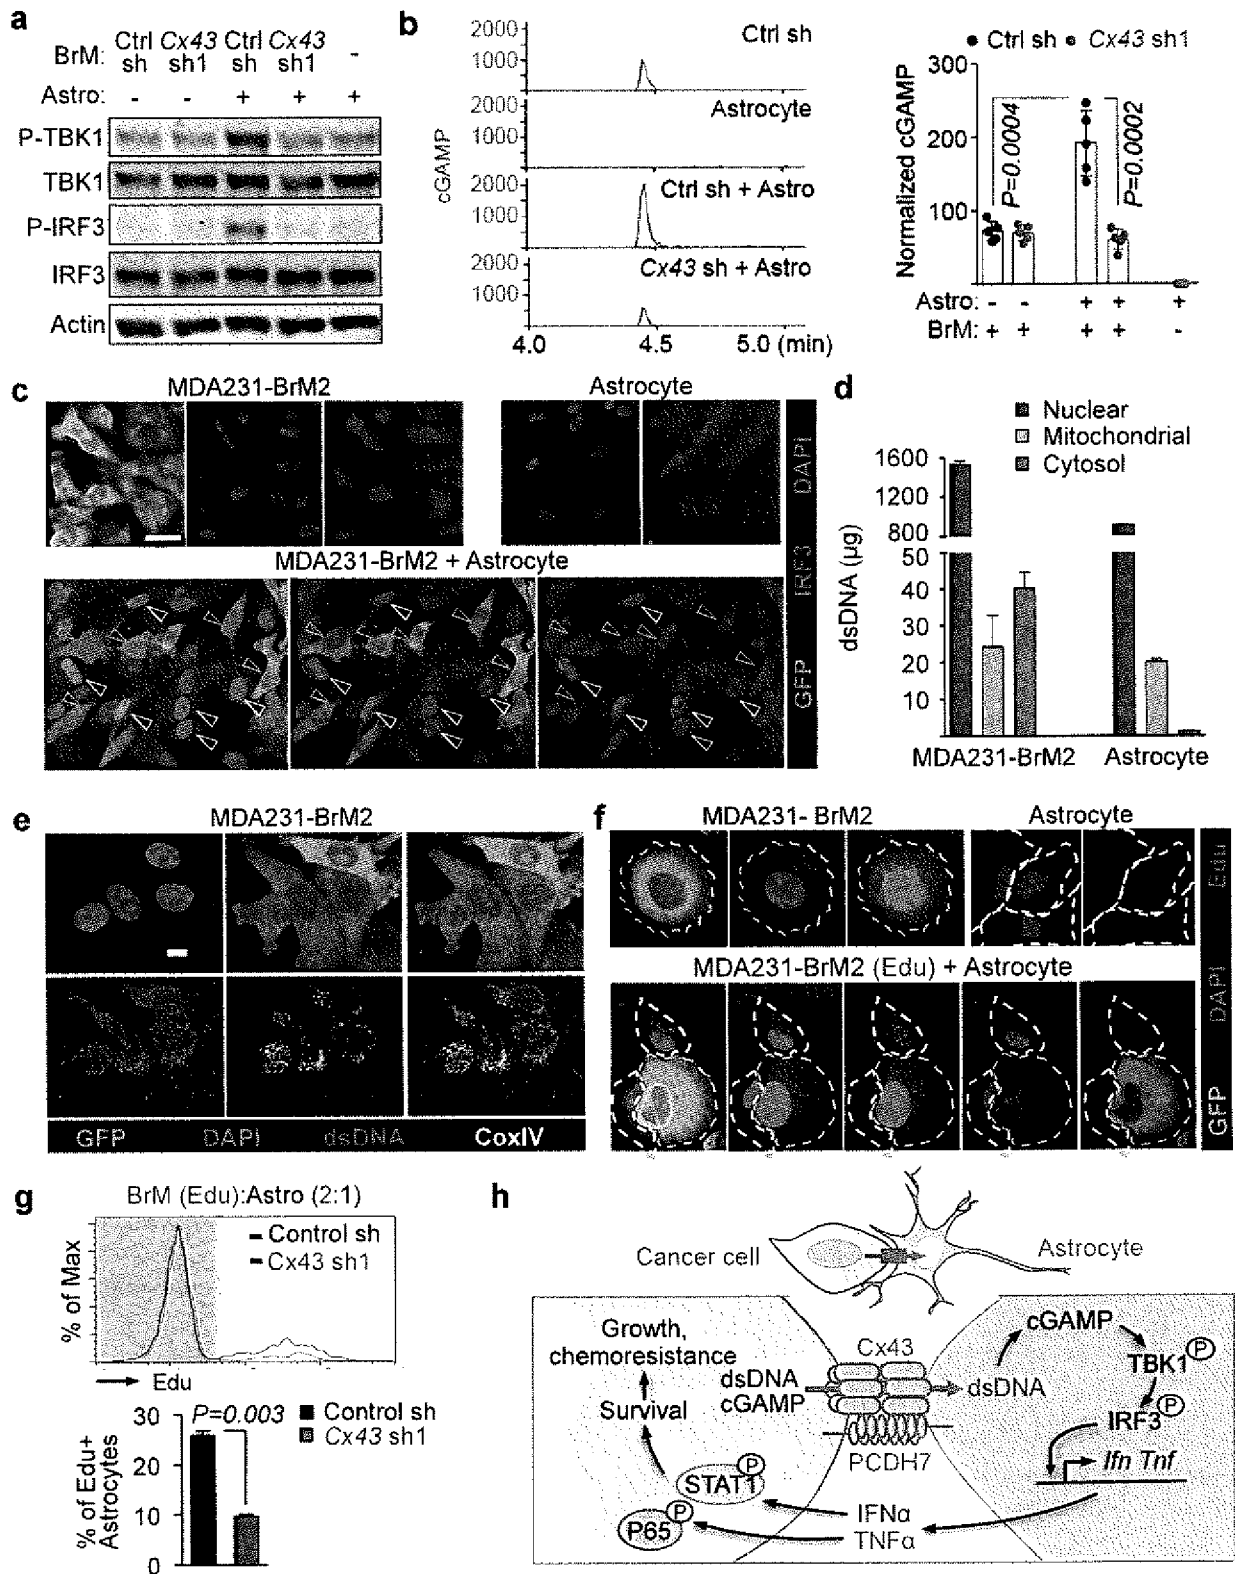 a
BrM: Ctrl sh Cx43 sh1 Ctrl sh Cx43 sh1 -
Astro: - - + + +
P-TBK1
TBK1
P-IRF3
IRF3
Actin
b
cGAMP
2000
1000
Ctrl sh
2000
1000
Astrocyte
2000
1000
Ctrl sh + Astro
2000
1000
Cx43 sh + Astro
4.0 4.5 5.0 (min)
Ctrl sh Cx43 sh1
Normalized cGAMP
300
200
100
P=0.0004
P=0.0002
Astro: - - + + +
BrM: + + + + -
c
MDA231-BrM2
Astrocyte
MDA231-BrM2 + Astrocyte
GFP IRF3 DAPI
d
Nuclear
Mitochondrial
Cytosol
dsDNA (µg)
1600
1200
800
50
40
30
20
10
MDA231-BrM2 Astrocyte
e
MDA231-BrM2
GFP DAPI dsDNA CoxIV
f
MDA231- BrM2
Astrocyte
MDA231-BrM2 (Edu) + Astrocyte
GFP DAPI Edu
g
BrM (Edu):Astro (2:1)
% of Max
Control sh
Cx43 sh1
Edu
% of Edu+
Astrocytes
30
20
10
0
P=0.003
Control sh
Cx43 sh1
h
Cancer cell
Astrocyte
Growth,
chemoresistance
Survival
STAT1
P
P65
P
dsDNA
cGAMP
Cx43
PCDH7
dsDNA
cGAMP
TBK1
P
IRF3
P
Ifn Tnf
IFNα
TNFα